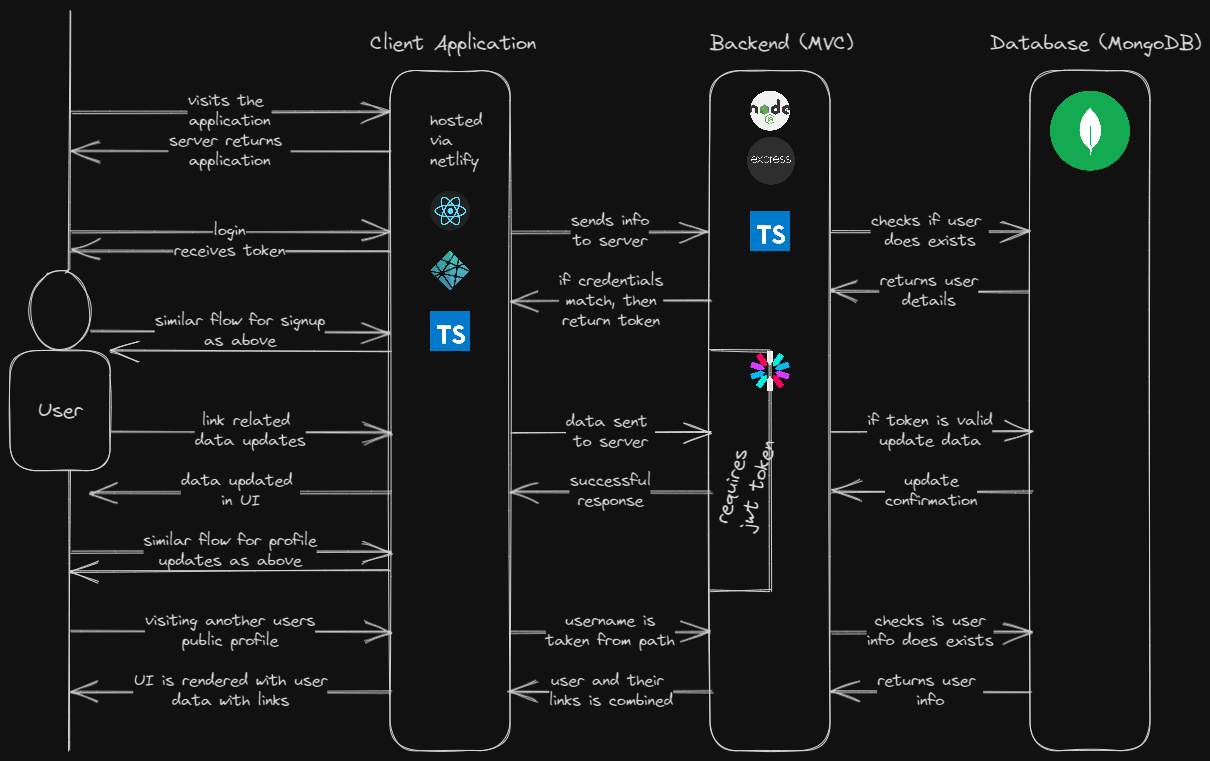 Client Application
Backend (MVC)
Database (MongoDB)
visits the
application
server returns
application
hosted
via
netlify
node
JS
express
login
receives token
sends info
to server
TS
checks if user
does exists
if credentials
match, then
return token
returns user
details
similar flow for signup
as above
TS
User
link related
data updates
data sent
to server
if token is valid
update data
requires
jwt token
data updated
in UI
successful
response
update
confirmation
similar flow for profile
updates as above
visiting another users
public profile
username is
taken from path
checks is user
info does exists
UI is rendered with user
data with links
user and their
links is combined
returns user
info